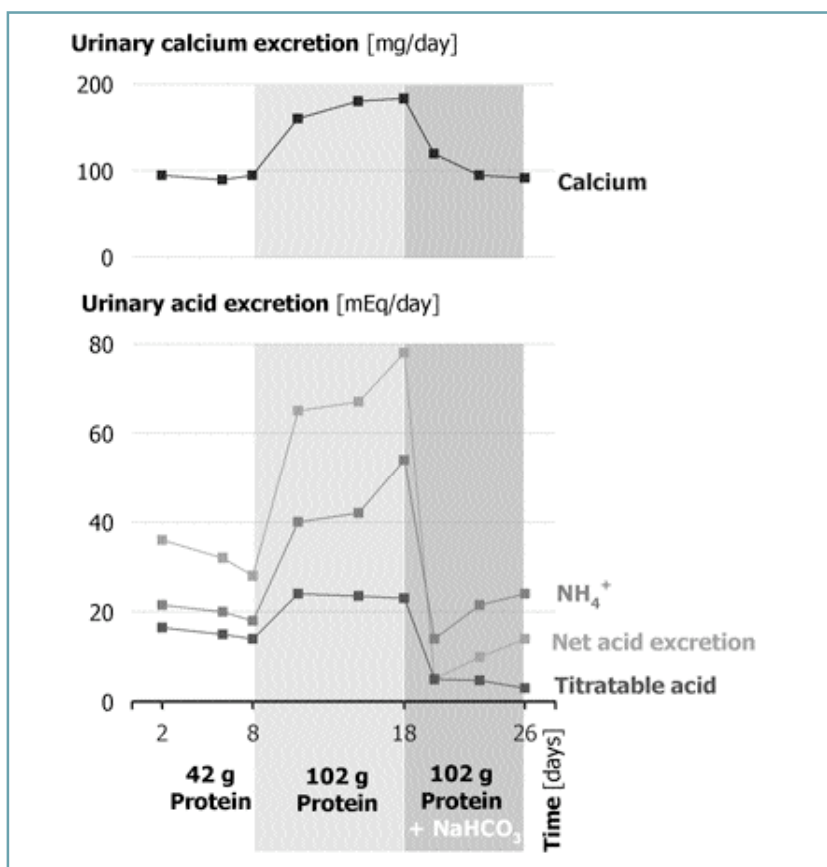 Urinary calcium excretion [mg/day]
200
100
0
Calcium
Urinary acid excretion [mEq/day]
80
60
40
20
0
NH₄⁺
Net acid excretion
Titratable acid
2 8 18 26
42 g
Protein
102 g
Protein
102 g
Protein
+ NaHCO₃
Time [days]